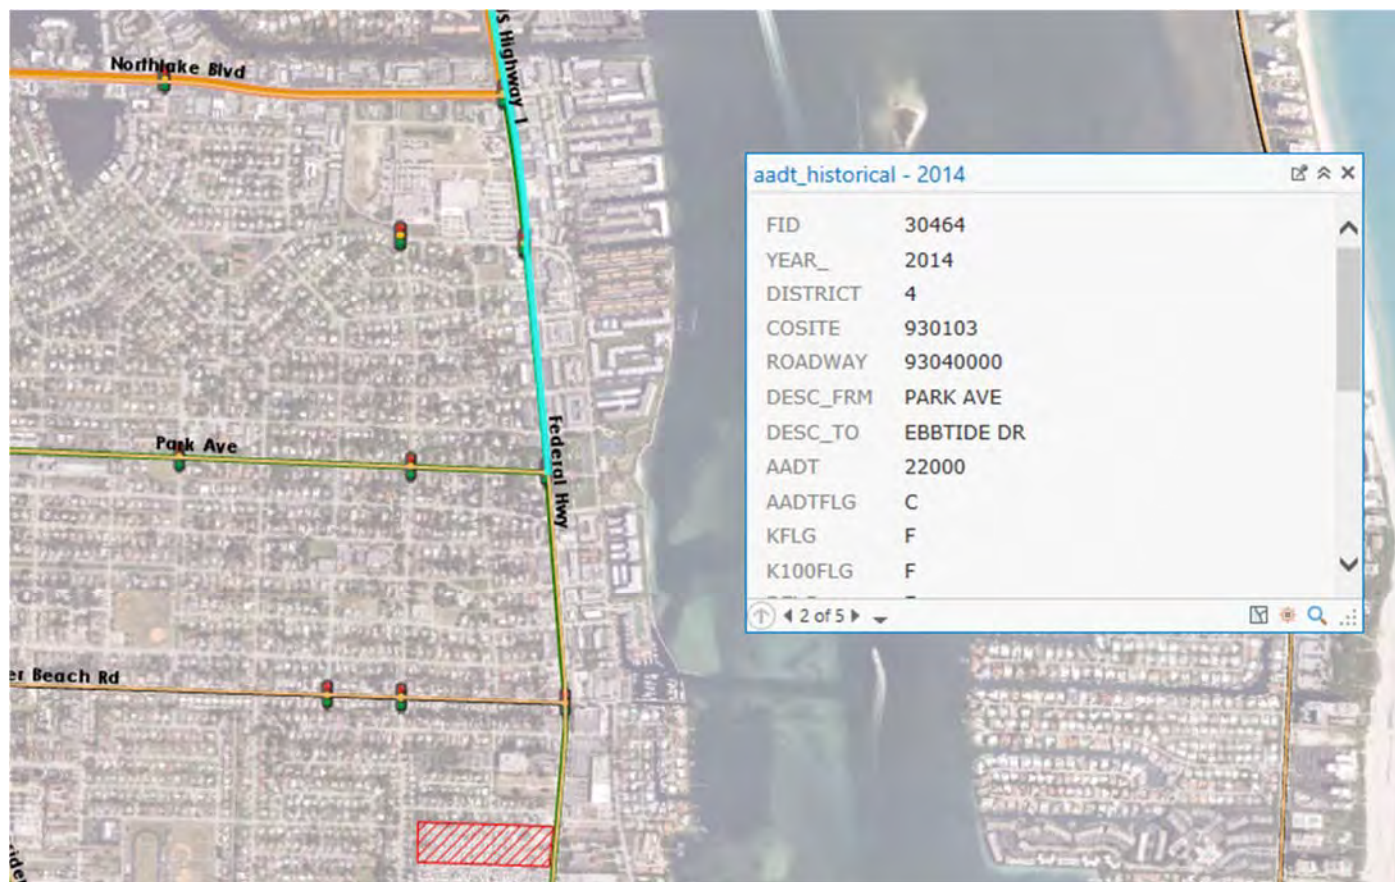 US Highway 1
Northlake Blvd
aadt_historical - 2014
FID 30464
YEAR_ 2014
DISTRICT 4
COSITE 930103
ROADWAY 93040000
DESC_FRM PARK AVE
DESC_TO EBBTIDE DR
AADT 22000
AADTFLG C
KFLG F
K100FLG F
2 of 5
Park Ave
Federal Hwy
er Beach Rd